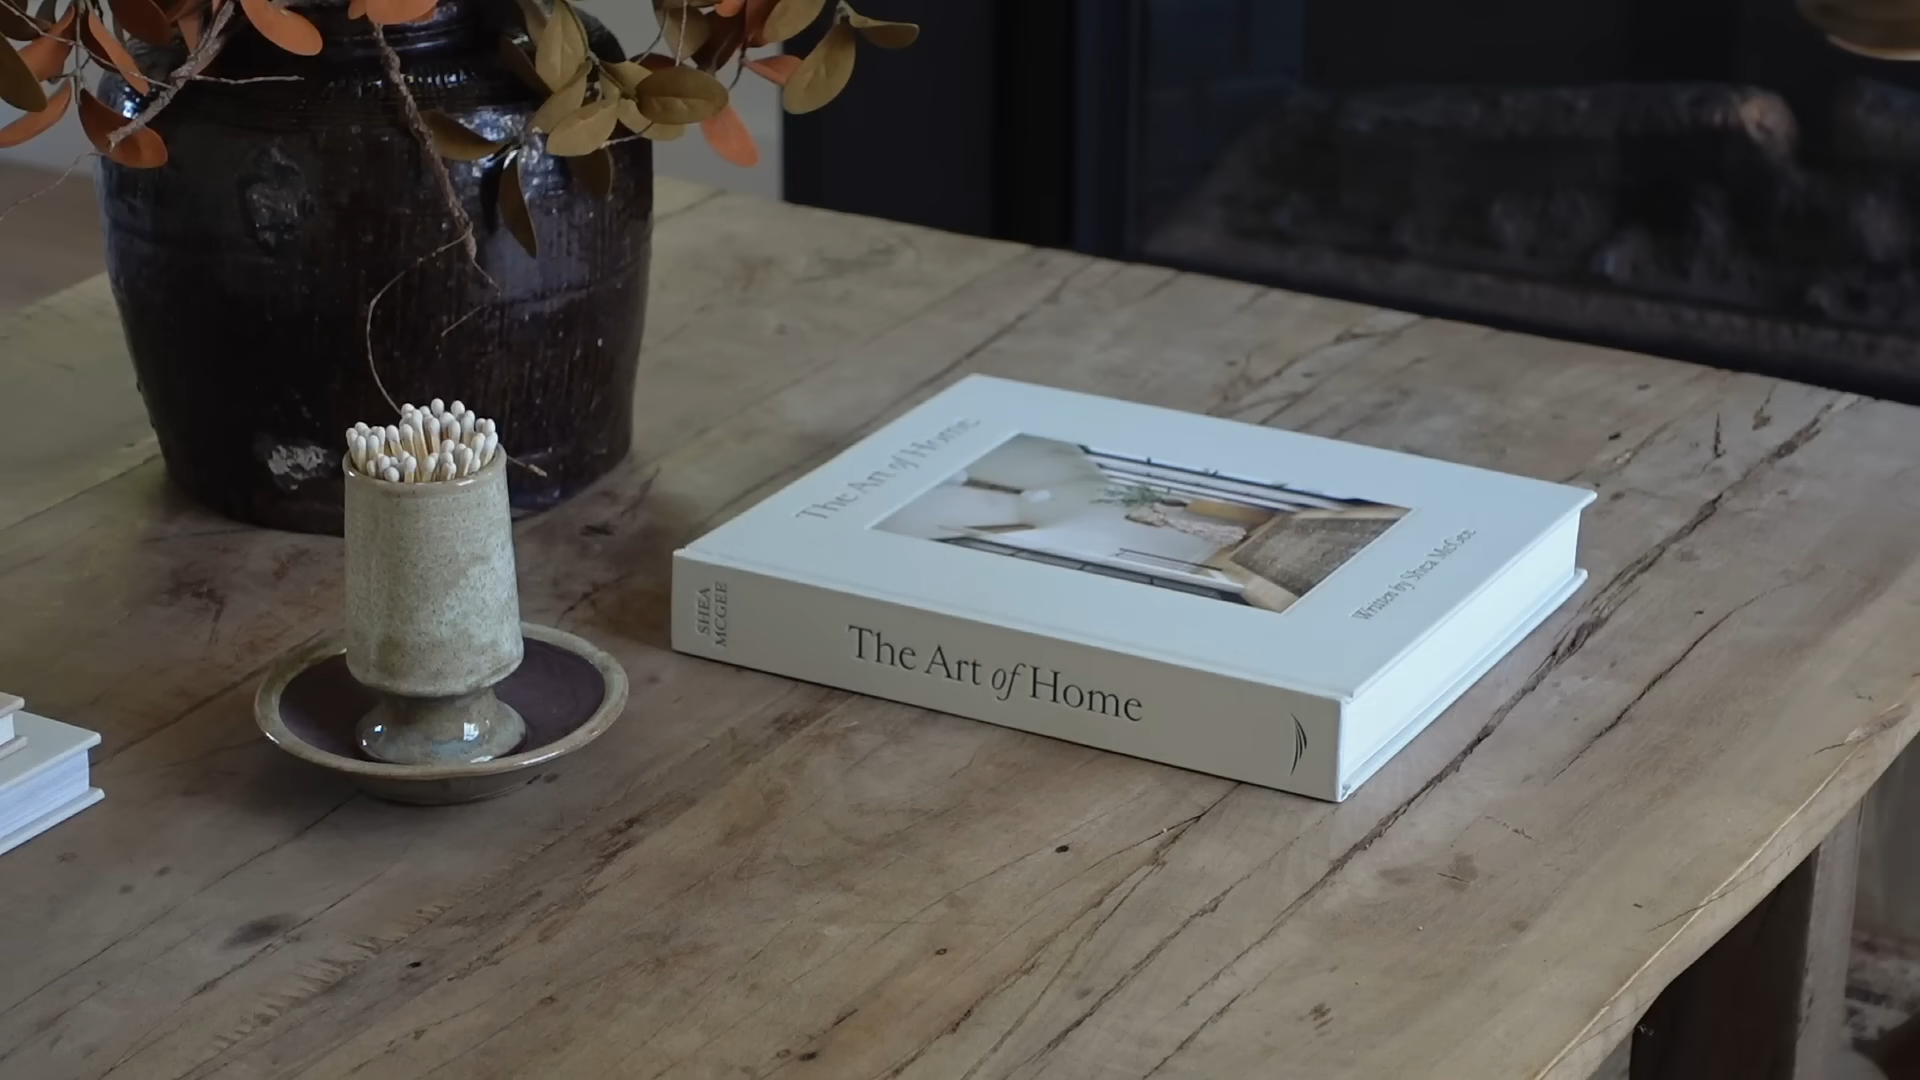 The Art of Home
Written by Shea McGee
SHEA
MCGEE
The Art of Home